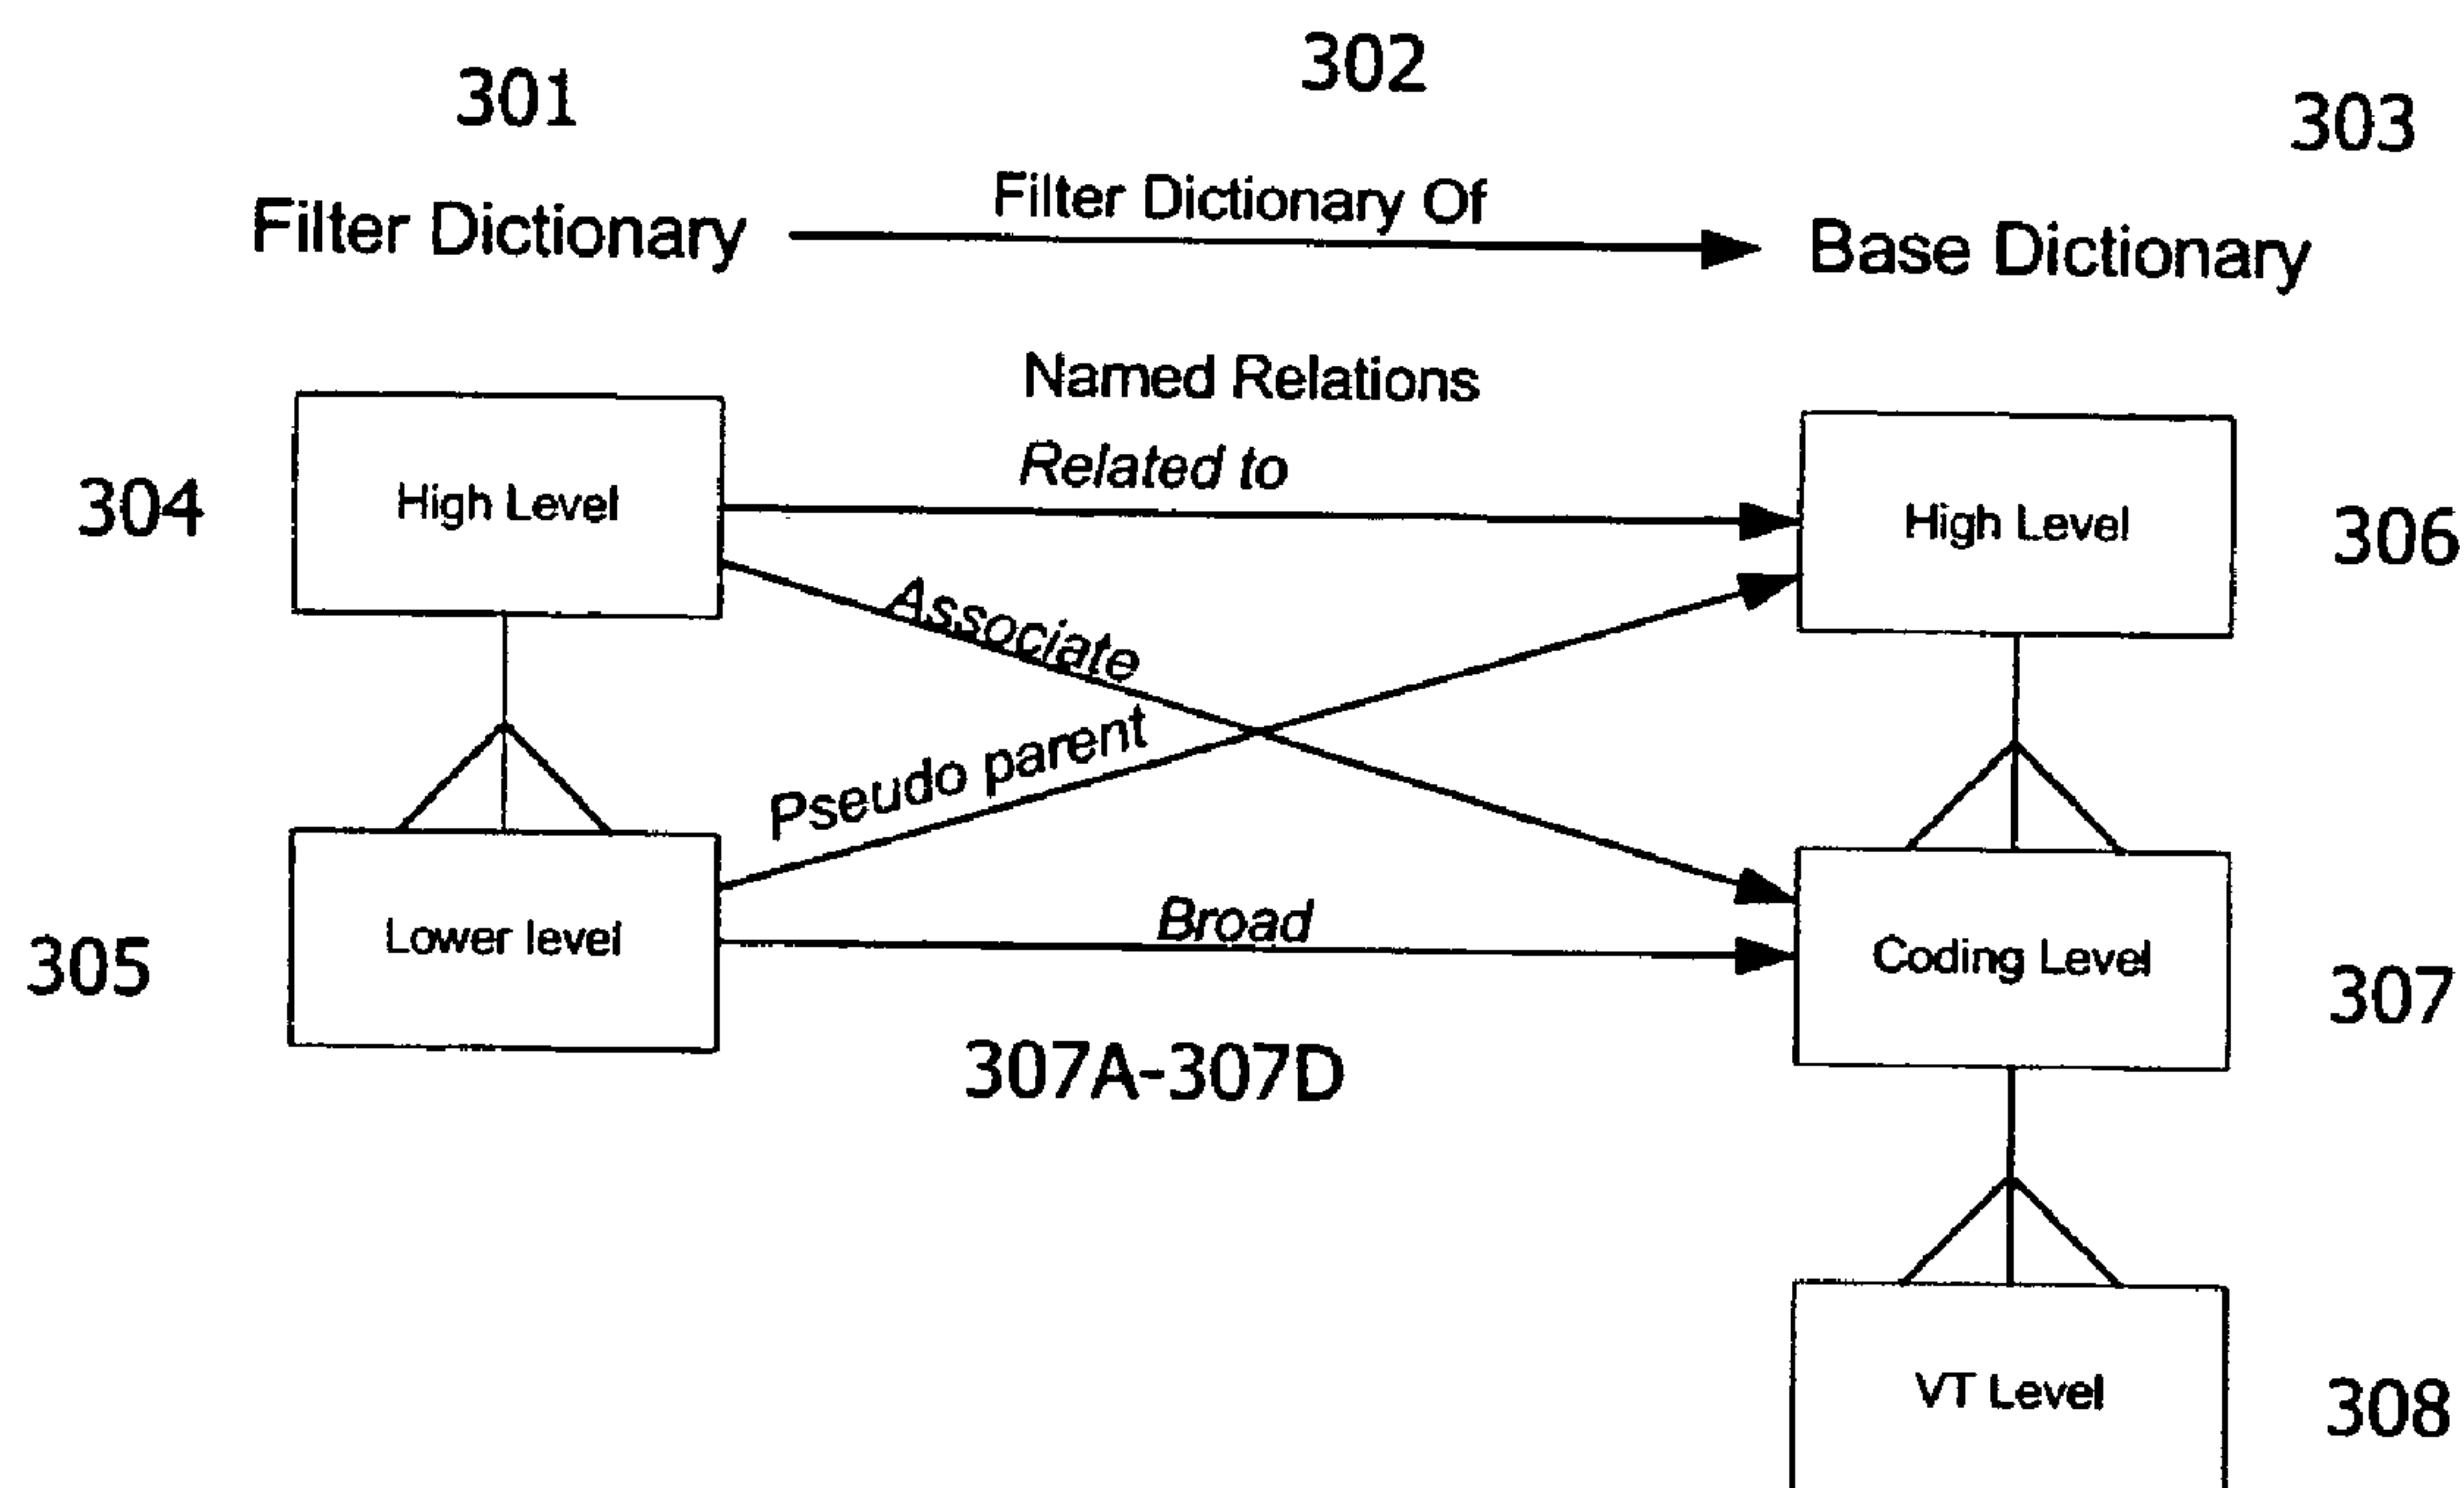 301
302
303
Filter Dictionary
Filter Dictionary Of
Base Dictionary
Named Relations
Related to
304
High Level
High Level
306
Associate
Pseudo parent
305
Lower level
Broad
Coding Level
307
307A-307D
VT Level
308